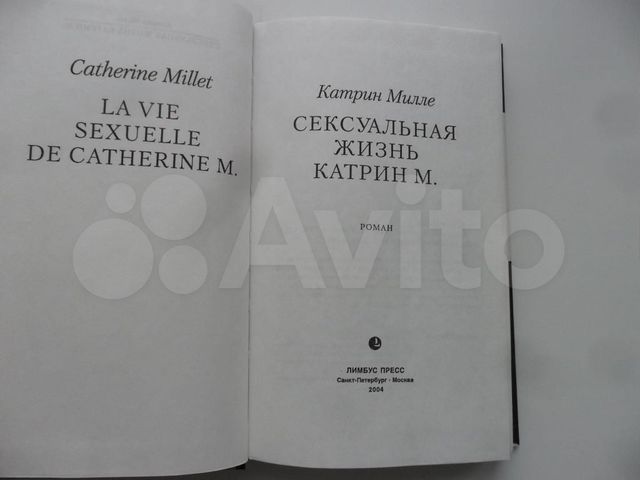 Catherine Millet
LA VIE
SEXUELLE
DE CATHERINE M.
Катрин Милле
СЕКСУАЛЬНАЯ
ЖИЗНЬ
КАТРИН М.
РОМАН
ЛИМБУС ПРЕСС
Санкт-Петербург · Москва
2004
Avito